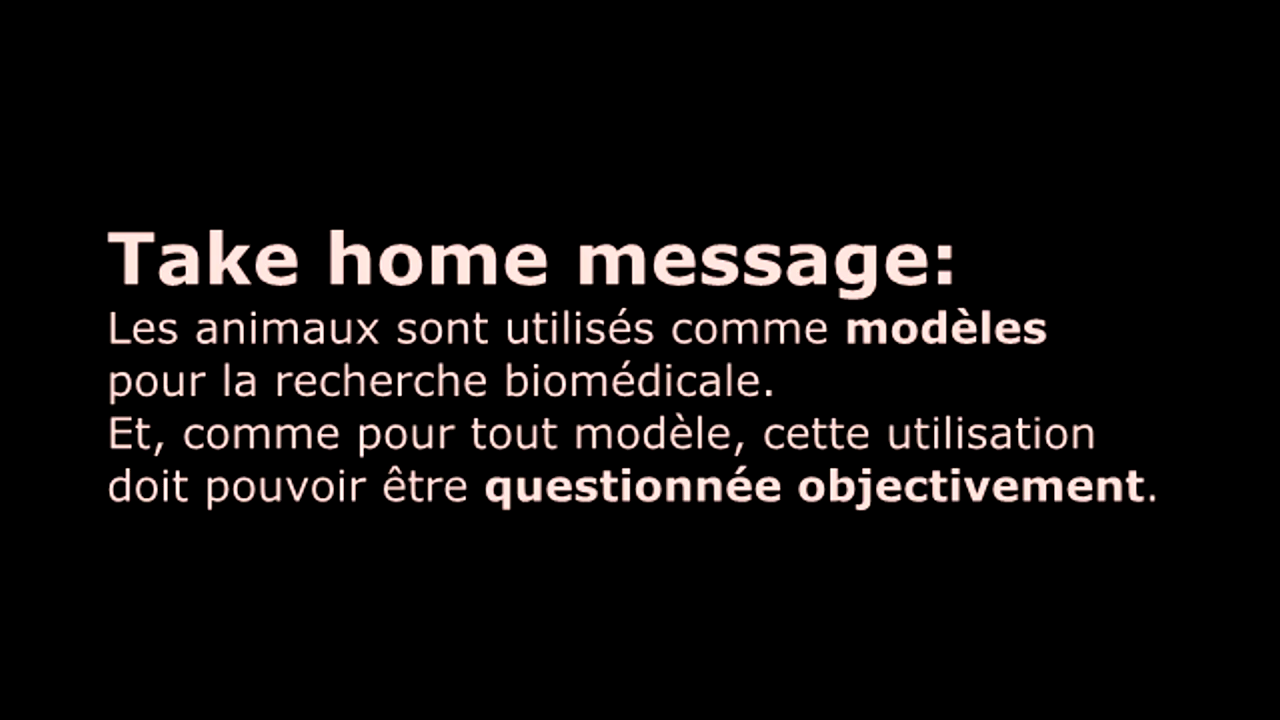 Take home message:
Les animaux sont utilisés comme modèles
pour la recherche biomédicale.
Et, comme pour tout modèle, cette utilisation
doit pouvoir être questionnée objectivement.